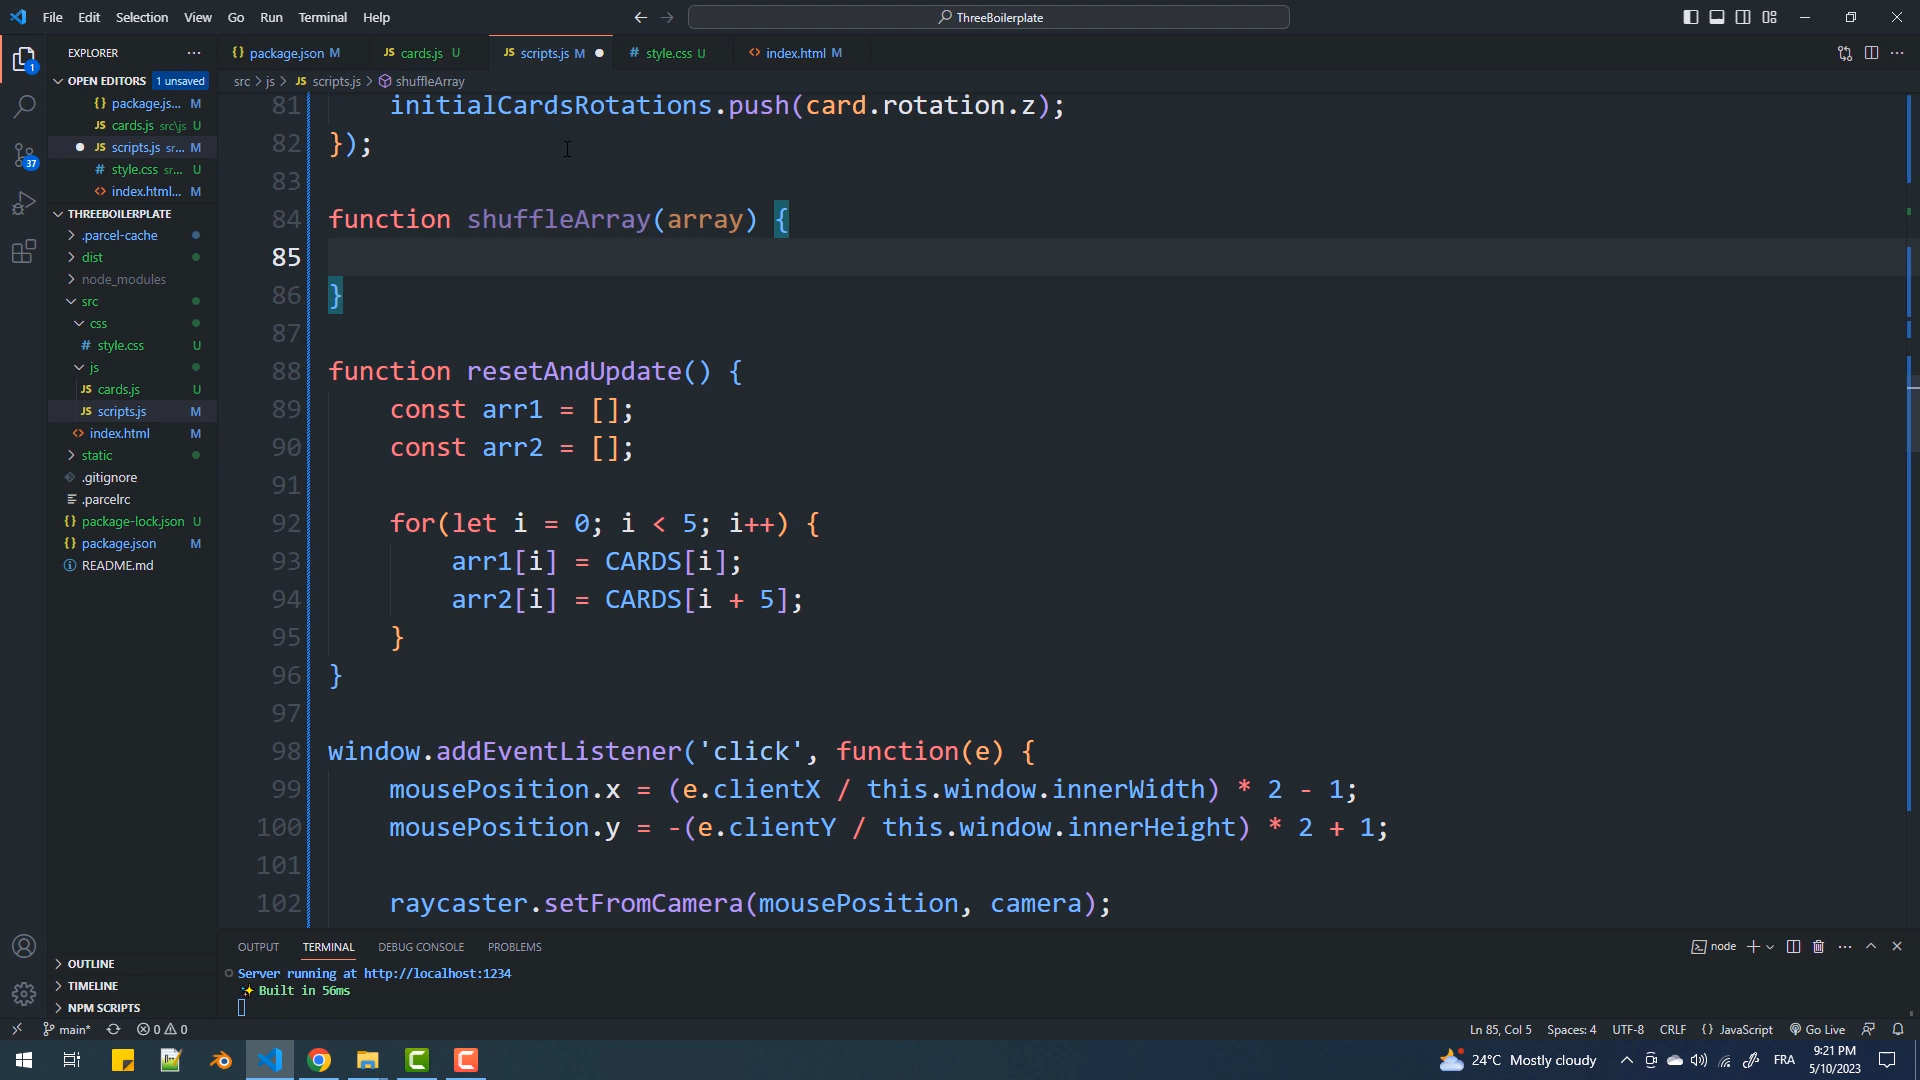 File Edit Selection View Go Run Terminal Help
ThreeBoilerplate
EXPLORER
OPEN EDITORS 1 unsaved
{} package.js... M
JS cards.js src\js U
JS scripts.js sr... M
# style.css sr... U
<> index.html... M
THREEBOILERPLATE
.parcel-cache
dist
node_modules
src
css
# style.css U
js
JS cards.js U
JS scripts.js M
<> index.html M
static
.gitignore
.parcelrc
{} package-lock.json U
{} package.json M
README.md
OUTLINE
TIMELINE
NPM SCRIPTS
1
37
{} package.json M JS cards.js U JS scripts.js M # style.css U <> index.html M
src > js > JS scripts.js > shuffleArray
81 initialCardsRotations.push(card.rotation.z);
82 });
83
84 function shuffleArray(array) {
85
86 }
87
88 function resetAndUpdate() {
89 const arr1 = [];
90 const arr2 = [];
91
92 for(let i = 0; i < 5; i++) {
93 arr1[i] = CARDS[i];
94 arr2[i] = CARDS[i + 5];
95 }
96 }
97
98 window.addEventListener('click', function(e) {
99 mousePosition.x = (e.clientX / this.window.innerWidth) * 2 - 1;
100 mousePosition.y = -(e.clientY / this.window.innerHeight) * 2 + 1;
101
102 raycaster.setFromCamera(mousePosition, camera);
OUTPUT TERMINAL DEBUG CONSOLE PROBLEMS
node
Server running at http://localhost:1234
✨ Built in 56ms
main* 0 0
Ln 85, Col 5 Spaces: 4 UTF-8 CRLF {} JavaScript Go Live
24°C Mostly cloudy
FRA
9:21 PM
5/10/2023